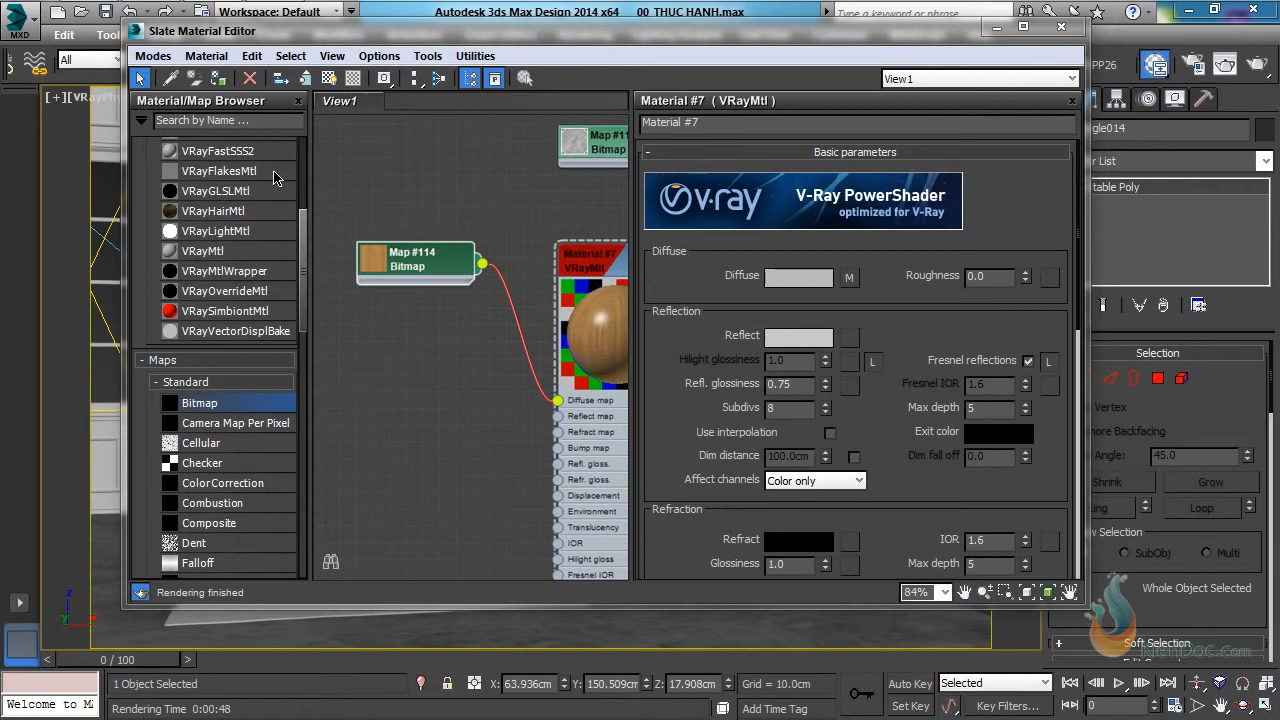 MXD
Workspace: Default
Autodesk 3ds Max Design 2014 x64
00_THUC HANH.max
Type a keyword or phrase
Edit
Slate Material Editor
Modes
Material
Edit
Select
View
Options
Tools
Utilities
All
PP26
View1
[+][VRayPhy
Material/Map Browser
View1
Material #7 ( VRayMtl )
Search by Name ...
Material #7
VRayFastSSS2
VRayFlakesMtl
VRayGLSLMtl
VRayHairMtl
VRayLightMtl
VRayMtl
VRayMtlWrapper
VRayOverrideMtl
VRaySimbiontMtl
VRayVectorDisplBake
- Maps
- Standard
Bitmap
Camera Map Per Pixel
Cellular
Checker
ColorCorrection
Combustion
Composite
Dent
Falloff
Map #11
Bitmap
Map #114
Bitmap
Material #7
VRayMtl
Diffuse map
Reflect map
Refract map
Bump map
Refl. gloss.
Refr. gloss.
Displacement
Environment
Translucency
IOR
Hilight gloss
Fresnel IOR
- Basic parameters
v·ray
V-Ray PowerShader
optimized for V-Ray
Diffuse
Diffuse M Roughness 0.0
Reflection
Reflect
Hilight glossiness 1.0 L Fresnel reflections L
Refl. glossiness 0.75 Fresnel IOR 1.6
Subdivs 8 Max depth 5
Use interpolation Exit color
Dim distance 100.0cm Dim fall off 0.0
Affect channels Color only
Refraction
Refract IOR 1.6
Glossiness 1.0 Max depth 5
gle014
r List
table Poly
- Selection
Vertex
nore Backfacing
Angle: 45.0
Shrink Grow
Loop
w Selection
SubObj Multi
Whole Object Selected
+ Soft Selection
Rendering finished
84%
0 / 100
1 Object Selected
X: 63.936cm Y: 150.509cm Z: 17.908cm Grid = 10.0cm
Auto Key Selected
Welcome to M
Rendering Time 0:00:48
Add Time Tag
Set Key Key Filters...
0